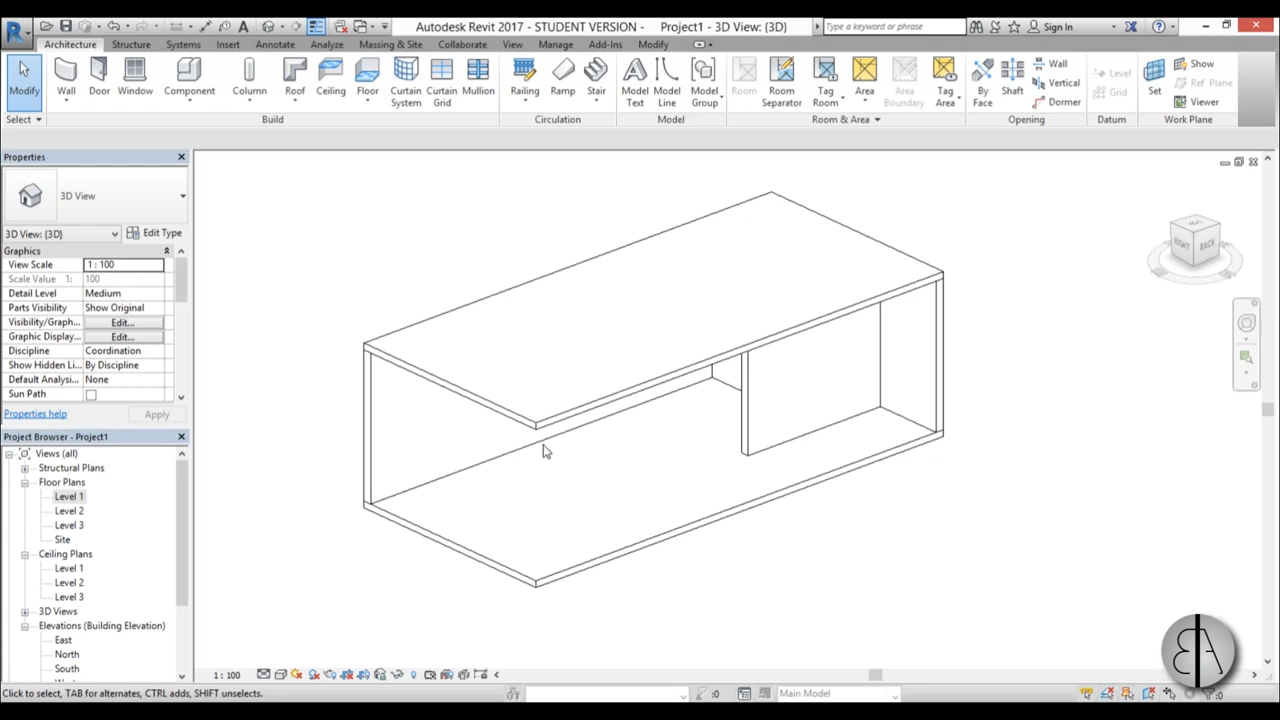 Autodesk Revit 2017 - STUDENT VERSION - Project1 - 3D View: {3D}
Type a keyword or phrase
Sign In
Architecture Structure Systems Insert Annotate Analyze Massing & Site Collaborate View Manage Add-Ins Modify
Modify Wall Door Window Component Column Roof Ceiling Floor Curtain System Curtain Grid Mullion Railing Ramp Stair Model Text Model Line Model Group Room Room Separator Tag Room Area Area Boundary Tag Area By Face Shaft Wall Vertical Dormer Level Grid Set Show Ref Plane Viewer
Select Build Circulation Model Room & Area Opening Datum Work Plane
Properties
3D View
3D View: {3D} Edit Type
Graphics
View Scale 1 : 100
Scale Value 1: 100
Detail Level Medium
Parts Visibility Show Original
Visibility/Graph... Edit...
Graphic Display... Edit...
Discipline Coordination
Show Hidden Li... By Discipline
Default Analysi... None
Sun Path
Properties help Apply
Project Browser - Project1
Views (all)
Structural Plans
Floor Plans
Level 1
Level 2
Level 3
Site
Ceiling Plans
Level 1
Level 2
Level 3
3D Views
Elevations (Building Elevation)
East
North
South
RIGHT BACK
1 : 100
Click to select, TAB for alternates, CTRL adds, SHIFT unselects.
:0
Main Model
:0